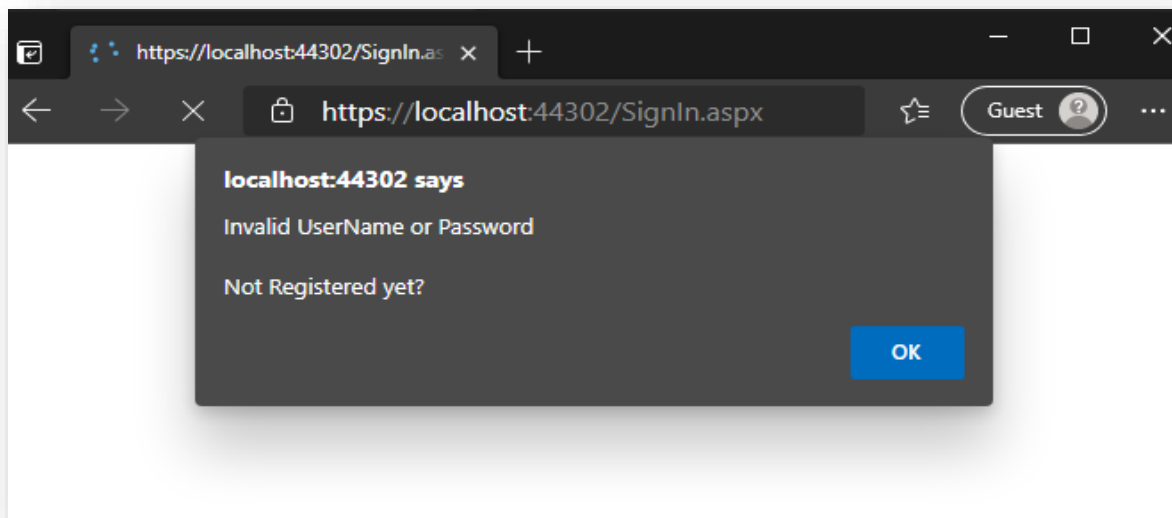 https://localhost:44302/SignIn.as
https://localhost:44302/SignIn.aspx
Guest
localhost:44302 says
Invalid UserName or Password
Not Registered yet?
OK